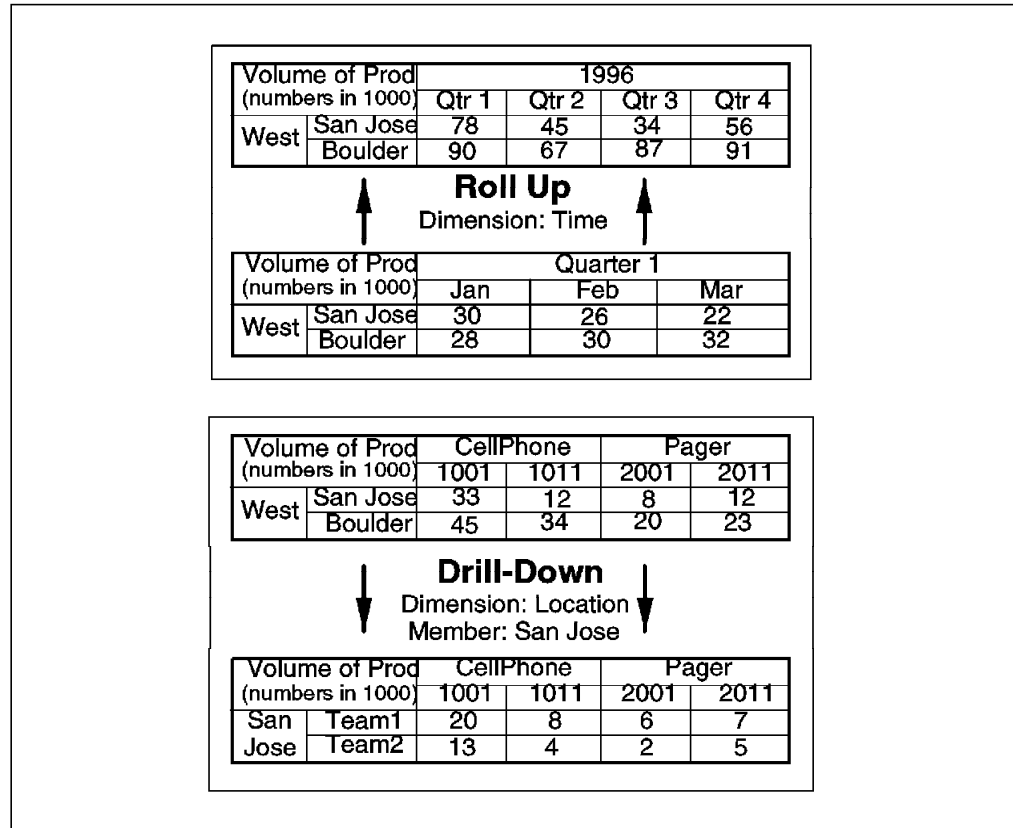 Volume of Prod 1996
(numbers in 1000) Qtr 1 Qtr 2 Qtr 3 Qtr 4
West San Jose 78 45 34 56
Boulder 90 67 87 91
Roll Up
Dimension: Time
Volume of Prod Quarter 1
(numbers in 1000) Jan Feb Mar
West San Jose 30 26 22
Boulder 28 30 32
Volume of Prod CellPhone Pager
(numbers in 1000) 1001 1011 2001 2011
West San Jose 33 12 8 12
Boulder 45 34 20 23
Drill-Down
Dimension: Location
Member: San Jose
Volume of Prod CellPhone Pager
(numbers in 1000) 1001 1011 2001 2011
San Jose Team1 20 8 6 7
Team2 13 4 2 5